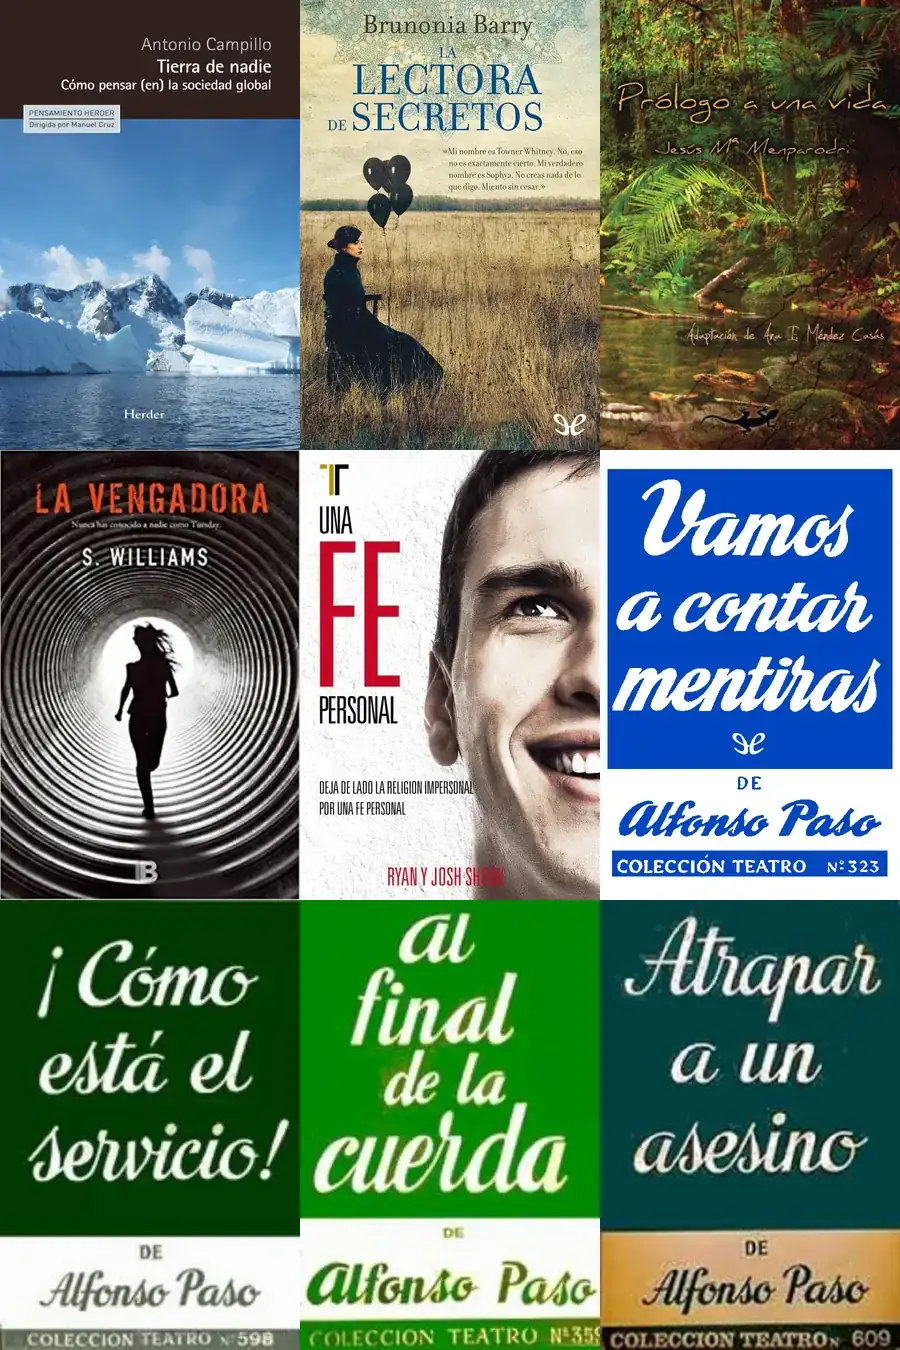 Antonio Campillo
Tierra de nadie
Cómo pensar (en) la sociedad global
PENSAMIENTO HERDER
Dirigida por Manuel Cruz
Herder
Brunonia Barry
LA
LECTORA
DE SECRETOS
«Mi nombre es Towner Whitney. No, eso
no es exactamente cierto. Mi verdadero
nombre es Sophya. No creas nada de lo
que digo. Miento sin cesar.»
Prólogo a una vida
Jesús Mª Menparodri
Adaptación de Ana I. Méndez Casás
LA VENGADORA
Nunca has conocido a nadie como Tuesday.
S. WILLIAMS
B
UNA
FE
PERSONAL
DEJA DE LADO LA RELIGION IMPERSONAL
POR UNA FE PERSONAL
RYAN Y JOSH
Vamos
a contar
mentiras
DE
Alfonso Paso
COLECCIÓN TEATRO Nº 323
¡Cómo
está el
servicio!
DE
Alfonso Paso
COLECCION TEATRO Nº 598
Al
final
de la
cuerda
DE
Alfonso Paso
COLECCION TEATRO Nº 359
Atrapar
a un
asesino
DE
Alfonso Paso
COLECCION TEATRO N 609